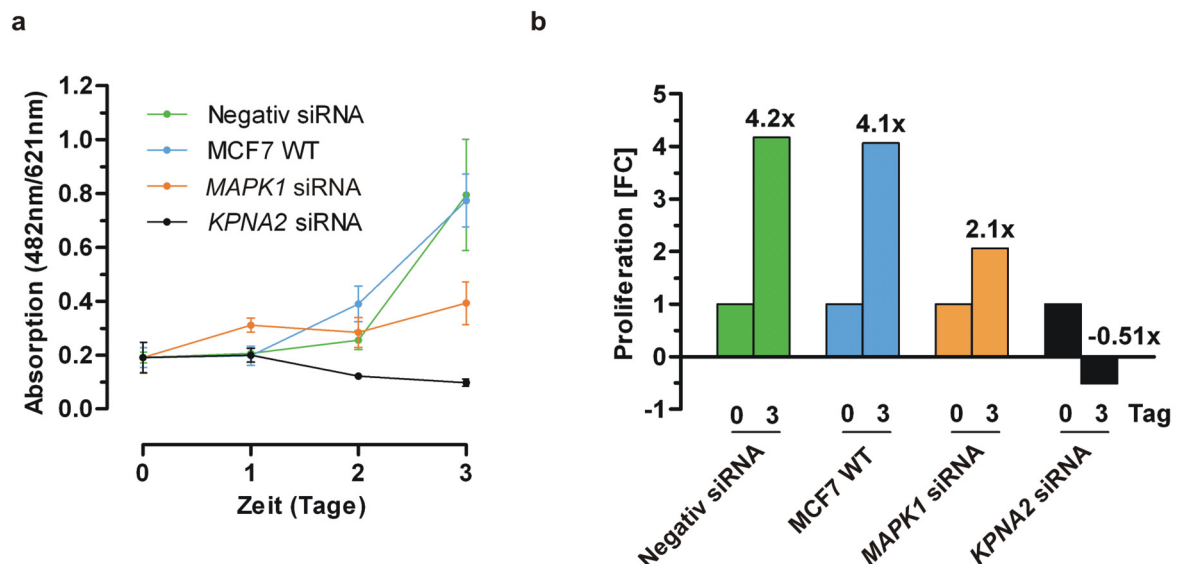 a
Absorption (482nm/621nm)
1.2
1.0
0.8
0.6
0.4
0.2
0.0
Negativ siRNA
MCF7 WT
MAPK1 siRNA
KPNA2 siRNA
0 1 2 3
Zeit (Tage)
b
Proliferation [FC]
5
4
3
2
1
0
-1
4.2x
4.1x
2.1x
-0.51x
0 3 0 3 0 3 0 3 Tag
Negativ siRNA
MCF7 WT
MAPK1 siRNA
KPNA2 siRNA